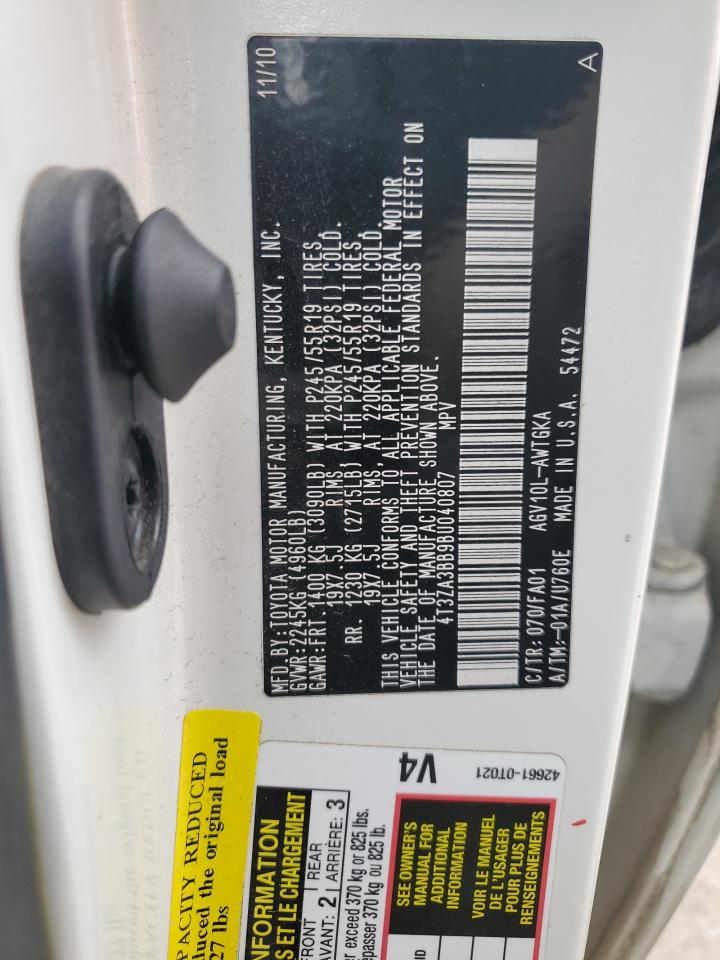 MFD BY:TOYOTA MOTOR MANUFACTURING, KENTUCKY, INC. 11/10
GVWR:2245KG (4960LB)
GAWR:FRT.1400 KG (3090LB) WITH P245/55R19 TIRES,
19X7.5J RIMS, AT 220KPA (32PSI) COLD.
RR. 1230 KG (2715LB) WITH P245/55R19 TIRES,
19X7.5J RIMS, AT 220KPA (32PSI) COLD.
THIS VEHICLE CONFORMS TO ALL APPLICABLE FEDERAL MOTOR
VEHICLE SAFETY AND THEFT PREVENTION STANDARDS IN EFFECT ON
THE DATE OF MANUFACTURE SHOWN ABOVE.
4T3ZA3BB9BU040807 MPV
C/TR: 070/FA01 AGV10L-AWTGKA
A/TM:-01A/U760E MADE IN U.S.A. 54472
A
APACITY REDUCED
duced the original load
27 lbs
NFORMATION
S ET LE CHARGEMENT
FRONT
AVANT: 2
REAR
ARRIÈRE: 3
er exceed 370 kg or 825 lbs.
épasser 370 kg ou 825 lb.
V4
SEE OWNER'S
MANUAL FOR
ADDITIONAL
INFORMATION
VOIR LE MANUEL
DE L'USAGER
POUR PLUS DE
RENSEIGNEMENTS
42661-0T021